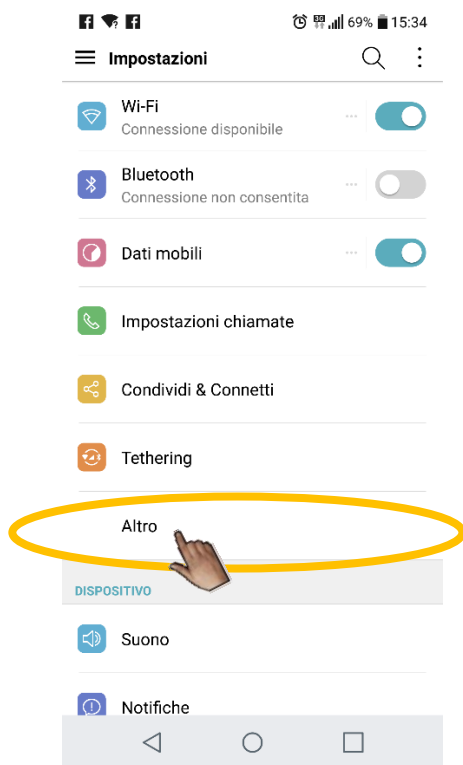 3G 69% 15:34
Impostazioni
Wi-Fi
Connessione disponibile
Bluetooth
Connessione non consentita
Dati mobili
Impostazioni chiamate
Condividi & Connetti
Tethering
Altro
DISPOSITIVO
Suono
Notifiche